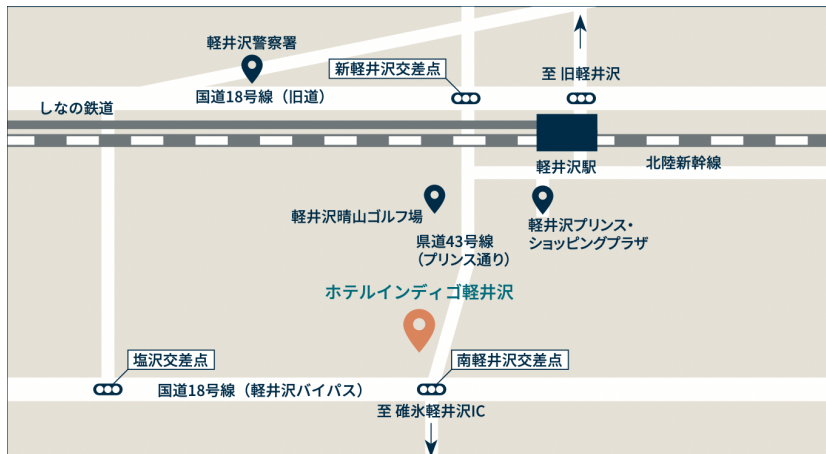 軽井沢警察署
新軽井沢交差点
至 旧軽井沢
国道18号線（旧道）
しなの鉄道
軽井沢駅
北陸新幹線
軽井沢晴山ゴルフ場
軽井沢プリンス・
ショッピングプラザ
県道43号線
（プリンス通り）
ホテルインディゴ軽井沢
塩沢交差点
南軽井沢交差点
国道18号線（軽井沢バイパス）
至 碓氷軽井沢IC